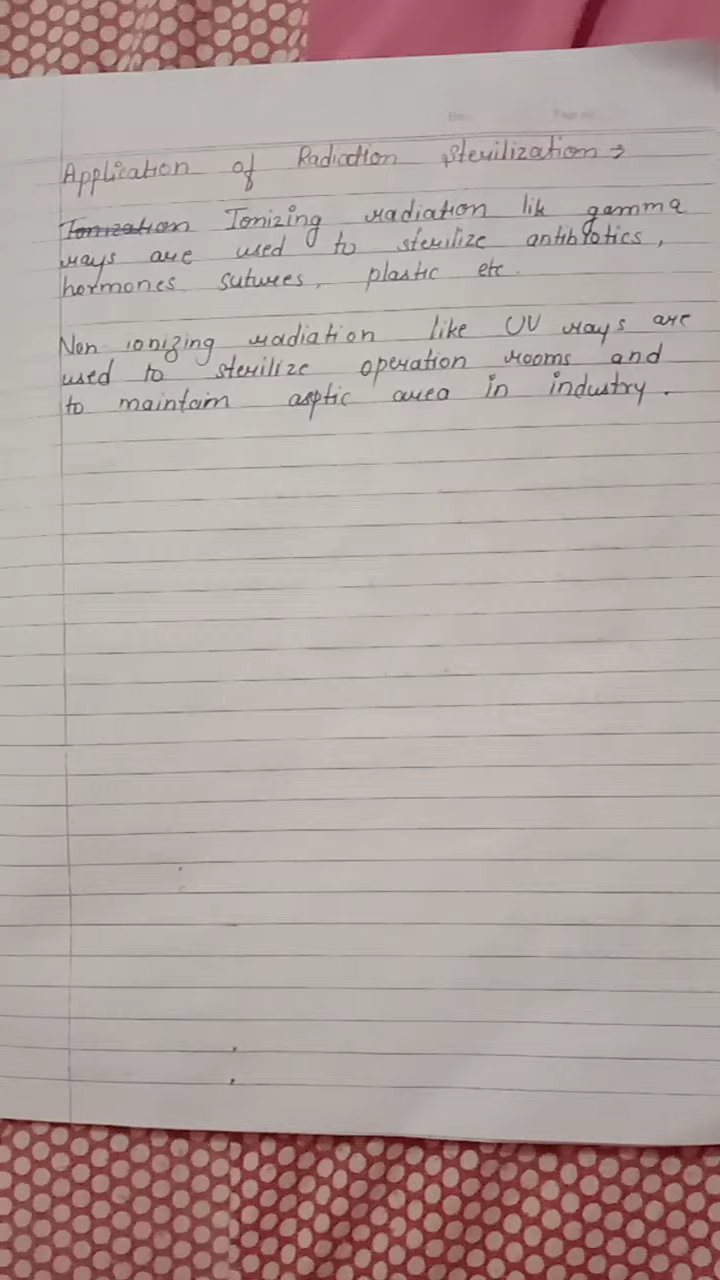 Application of Radiation sterilization →
Ionization Ionizing radiation lik gamma
rays are used to sterilize antibiotics,
hormones sutures, plastic etc.
Non ionizing radiation like UV rays are
used to sterilize operation rooms and
to maintain asptic area in industry.